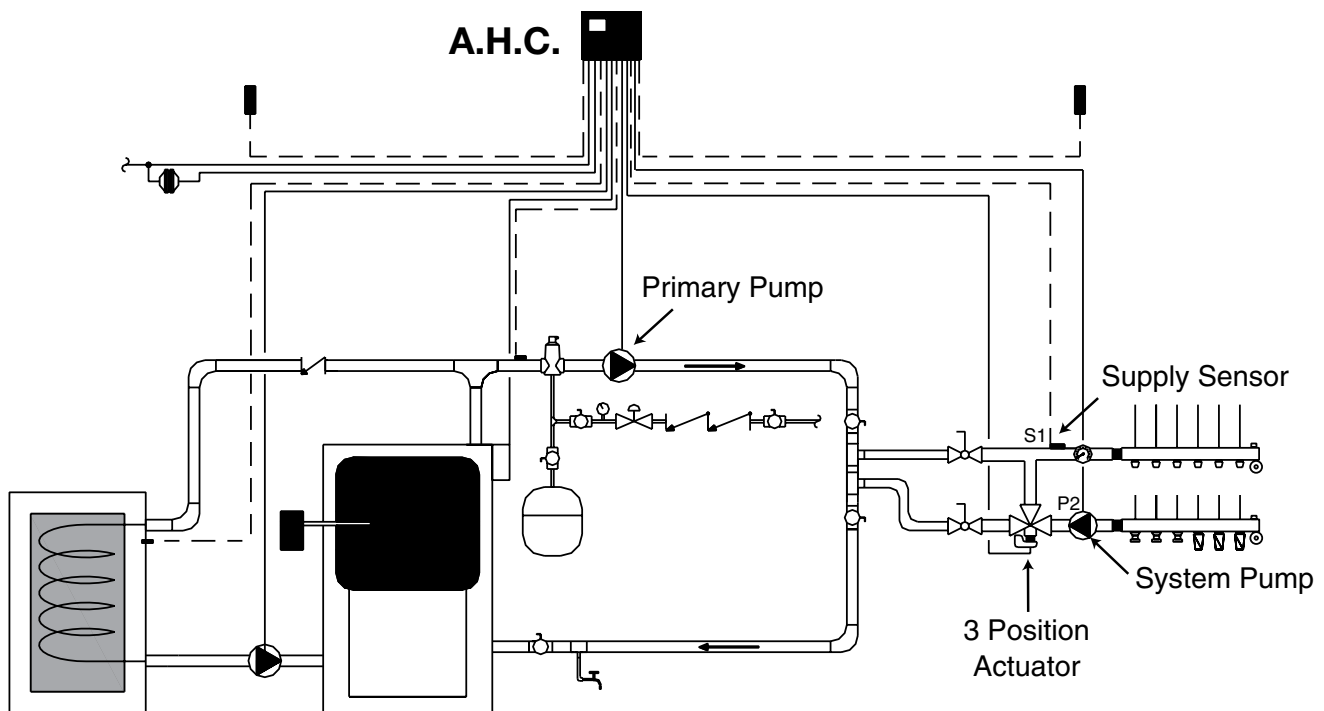 A.H.C.
Primary Pump
Supply Sensor
S1
P2
System Pump
3 Position
Actuator